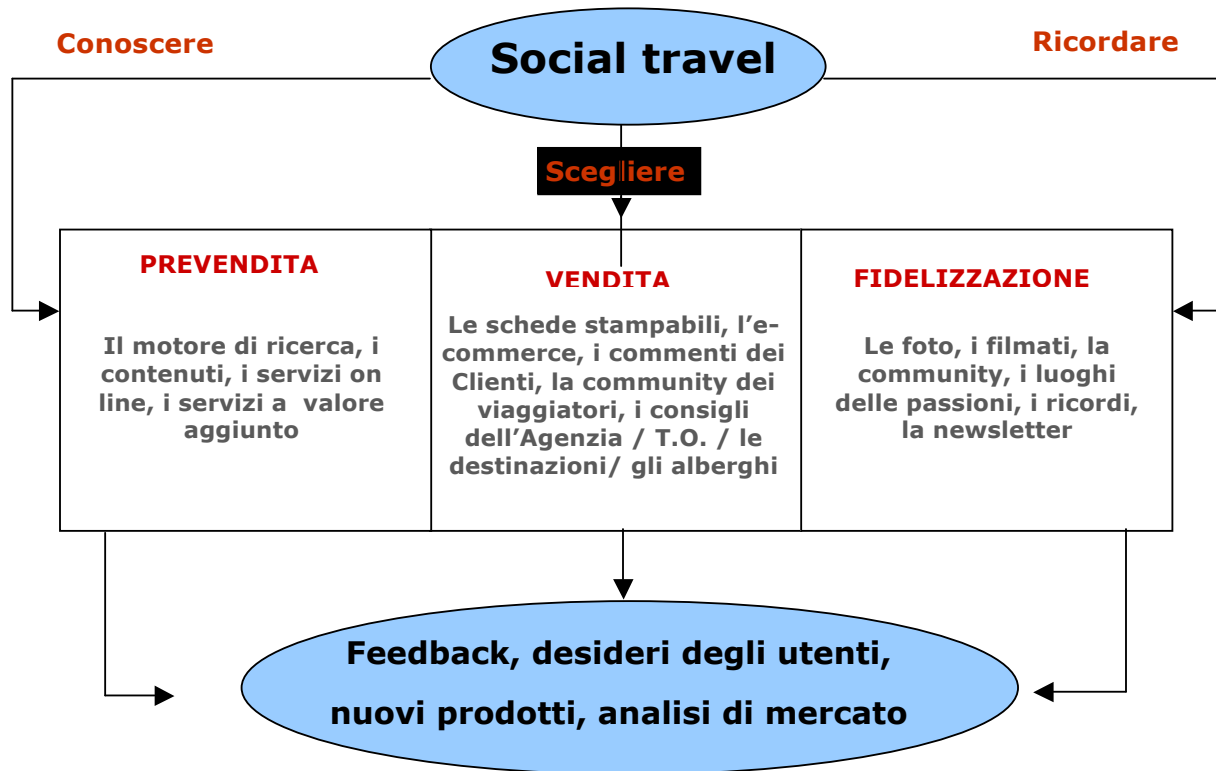 Conoscere
Social travel
Ricordare
Scegliere
PREVENDITA
Il motore di ricerca, i
contenuti, i servizi on
line, i servizi a valore
aggiunto
VENDITA
Le schede stampabili, l’e-
commerce, i commenti dei
Clienti, la community dei
viaggiatori, i consigli
dell’Agenzia / T.O. / le
destinazioni/ gli alberghi
FIDELIZZAZIONE
Le foto, i filmati, la
community, i luoghi
delle passioni, i ricordi,
la newsletter
Feedback, desideri degli utenti,
nuovi prodotti, analisi di mercato